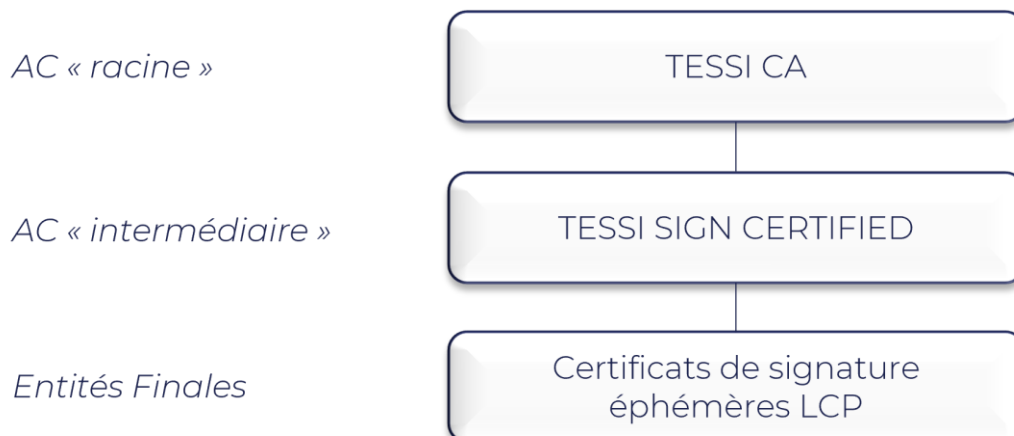 AC « racine »
TESSI CA
AC « intermédiaire »
TESSI SIGN CERTIFIED
Entités Finales
Certificats de signature
éphémères LCP